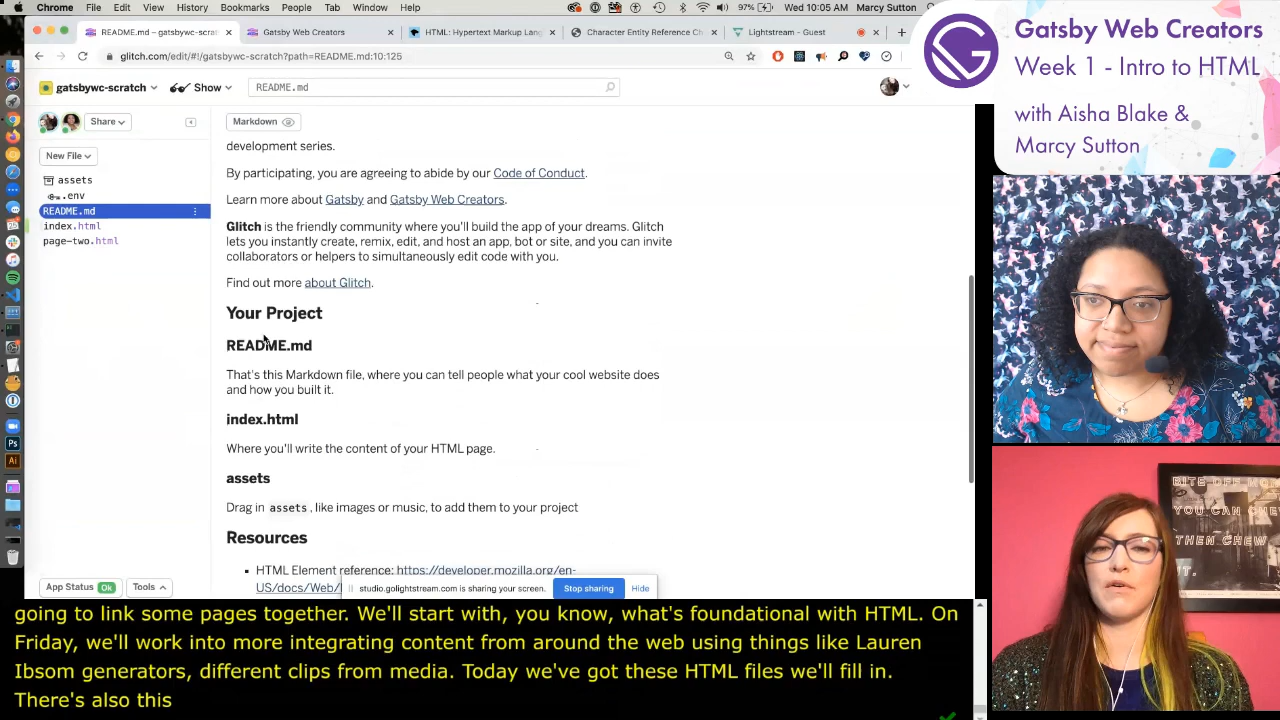 Chrome File Edit View History Bookmarks People Tab Window Help 97% Wed 10:05 AM Marcy Sutton
README.md – gatsbywc-scratch Gatsby Web Creators HTML: Hypertext Markup Lang Character Entity Reference Ch Lightstream - Guest
glitch.com/edit/#!/gatsbywc-scratch?path=README.md:10:125
gatsbywc-scratch Show README.md
Share
New File
assets
.env
README.md
index.html
page-two.html
App Status Ok Tools
Markdown
development series.
By participating, you are agreeing to abide by our Code of Conduct.
Learn more about Gatsby and Gatsby Web Creators.
Glitch is the friendly community where you'll build the app of your dreams. Glitch
lets you instantly create, remix, edit, and host an app, bot or site, and you can invite
collaborators or helpers to simultaneously edit code with you.
Find out more about Glitch.
Your Project
README.md
That's this Markdown file, where you can tell people what your cool website does
and how you built it.
index.html
Where you'll write the content of your HTML page.
assets
Drag in assets, like images or music, to add them to your project
Resources
HTML Element reference: https://developer.mozilla.org/en-
US/docs/Web/
studio.golightstream.com is sharing your screen. Stop sharing Hide
Gatsby Web Creators
Week 1 - Intro to HTML
with Aisha Blake &
Marcy Sutton
BITE OFF MO
YOU CAN CHE
THEN CHEW
IT.
going to link some pages together. We'll start with, you know, what's foundational with HTML. On
Friday, we'll work into more integrating content from around the web using things like Lauren
Ibsom generators, different clips from media. Today we've got these HTML files we'll fill in.
There's also this